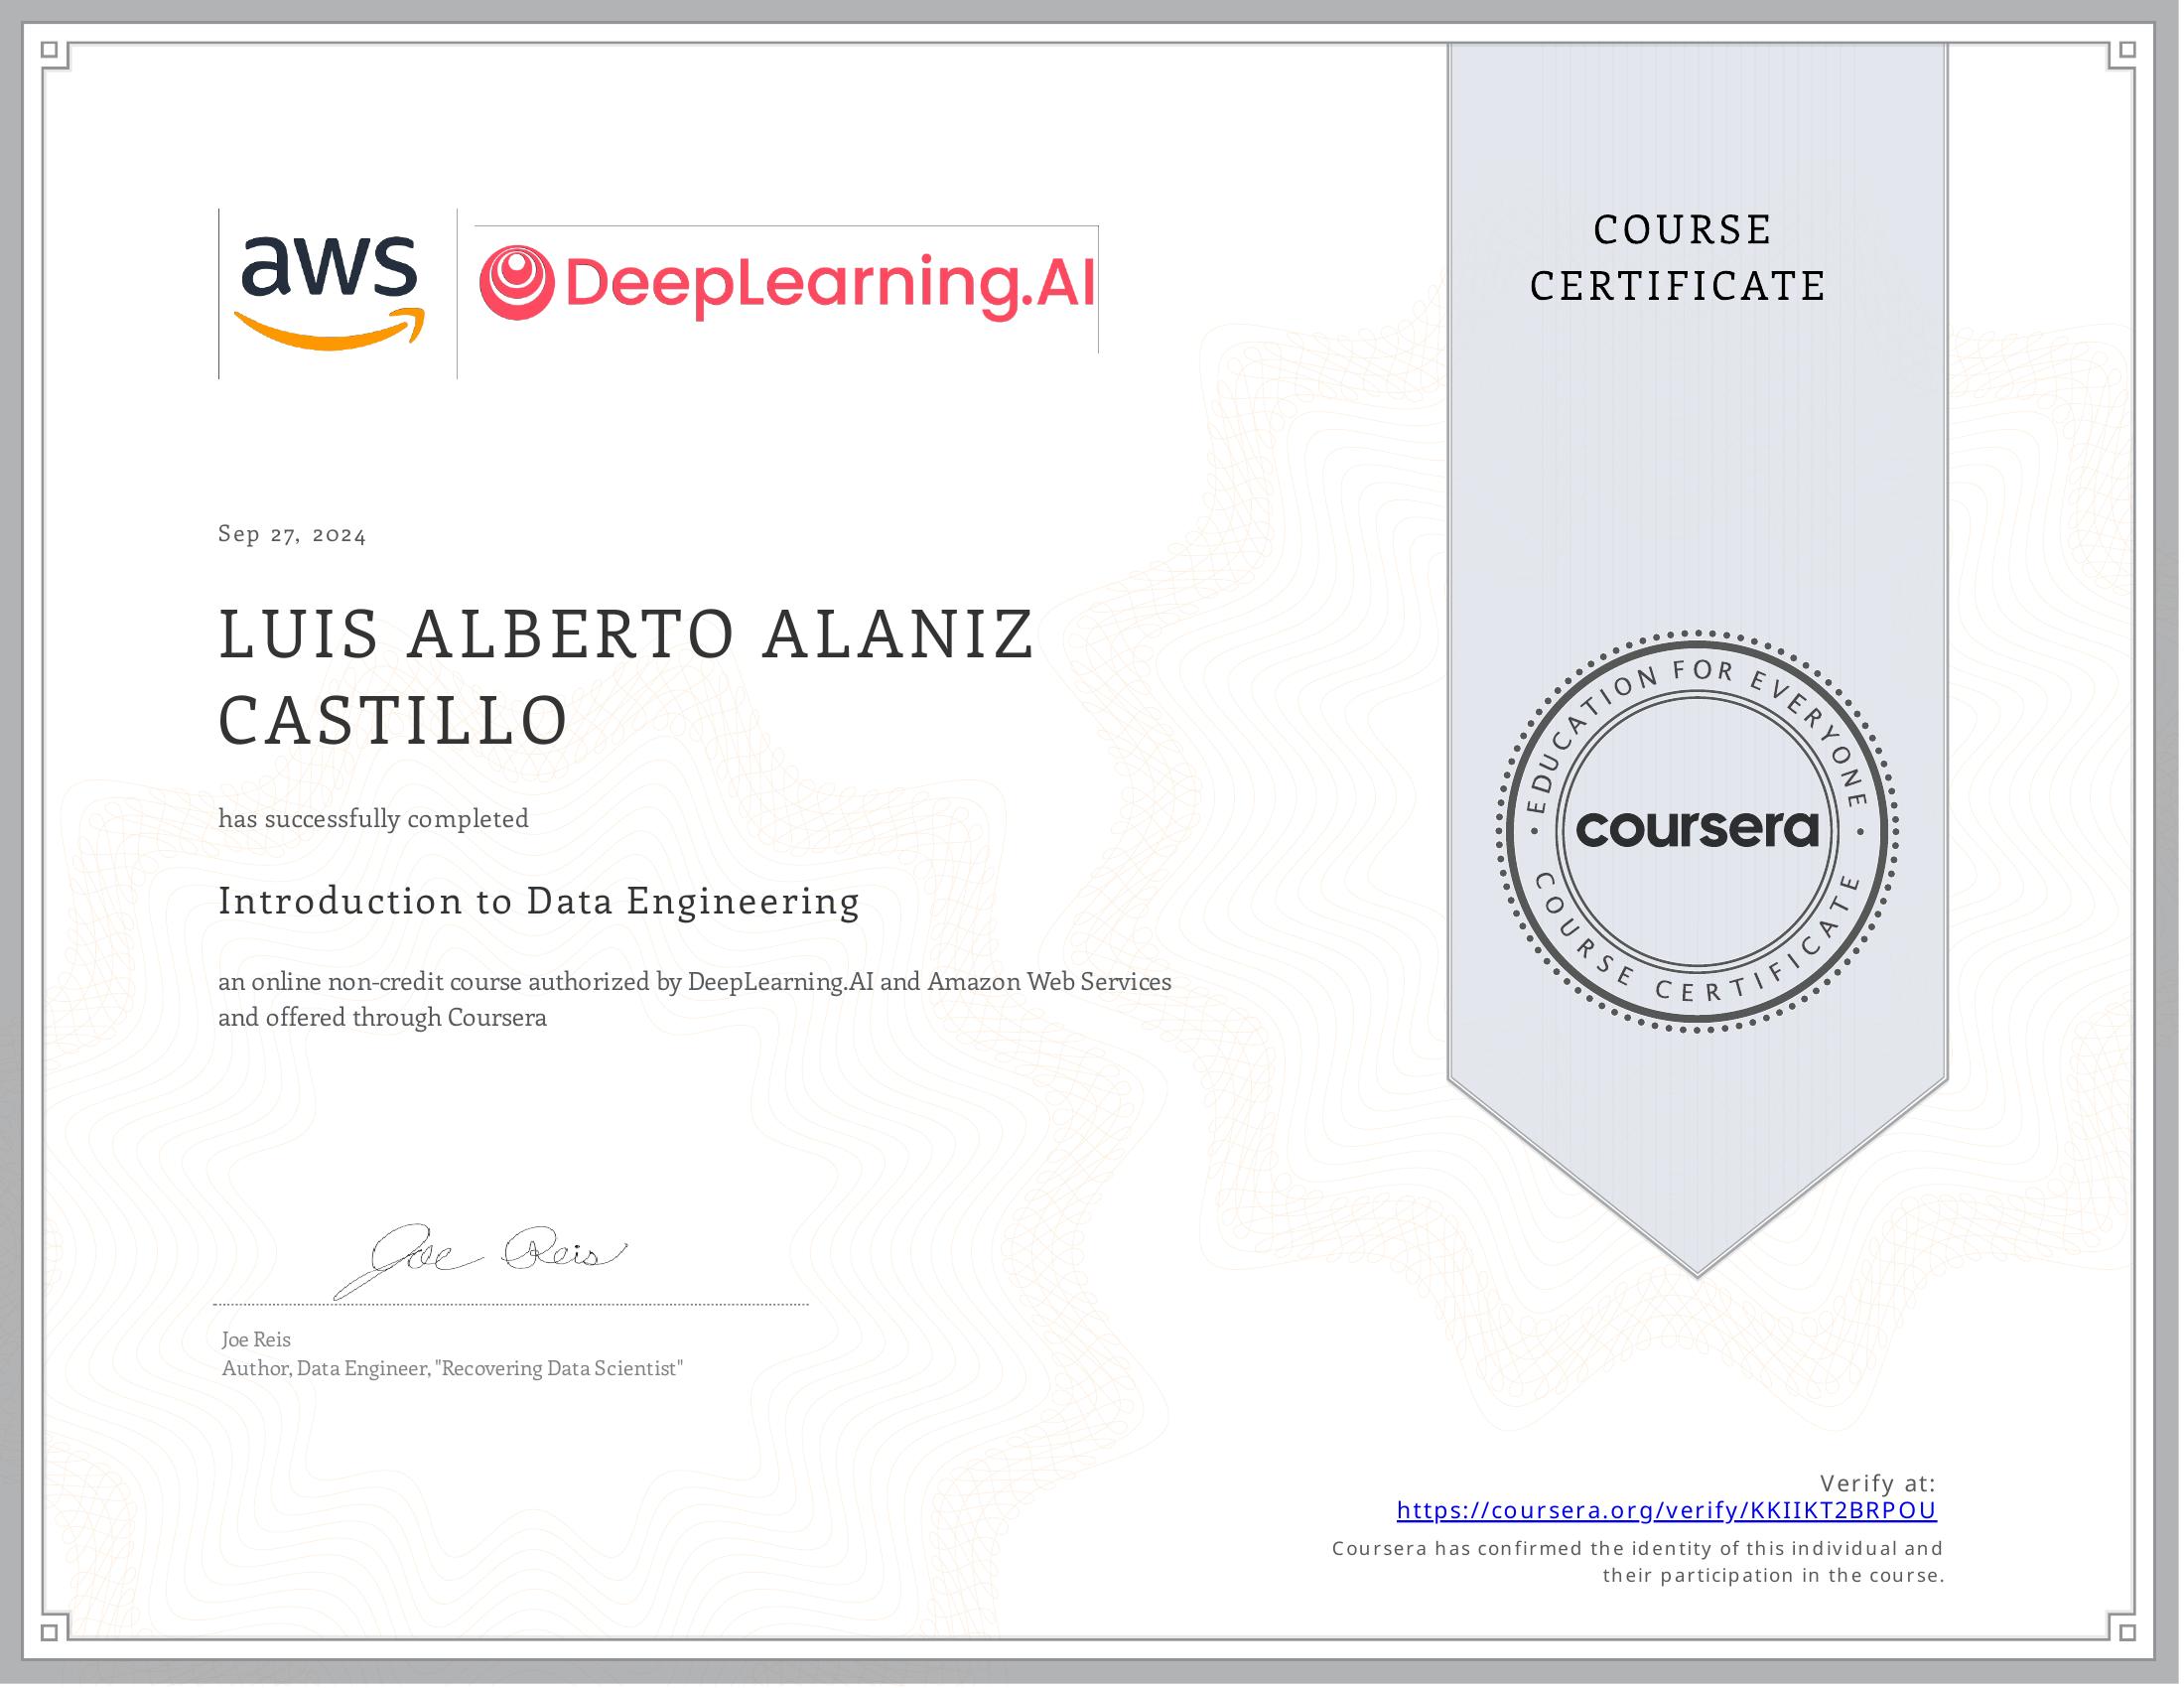 aws
DeepLearning.AI
COURSE
CERTIFICATE
Sep 27, 2024
LUIS ALBERTO ALANIZ
CASTILLO
has successfully completed
Introduction to Data Engineering
an online non-credit course authorized by DeepLearning.AI and Amazon Web Services
and offered through Coursera
EDUCATION FOR EVERYONE
coursera
COURSE CERTIFICATE
Joe Reis
Joe Reis
Author, Data Engineer, "Recovering Data Scientist"
Verify at:
https://coursera.org/verify/KKIIKT2BRPOU
Coursera has confirmed the identity of this individual and
their participation in the course.